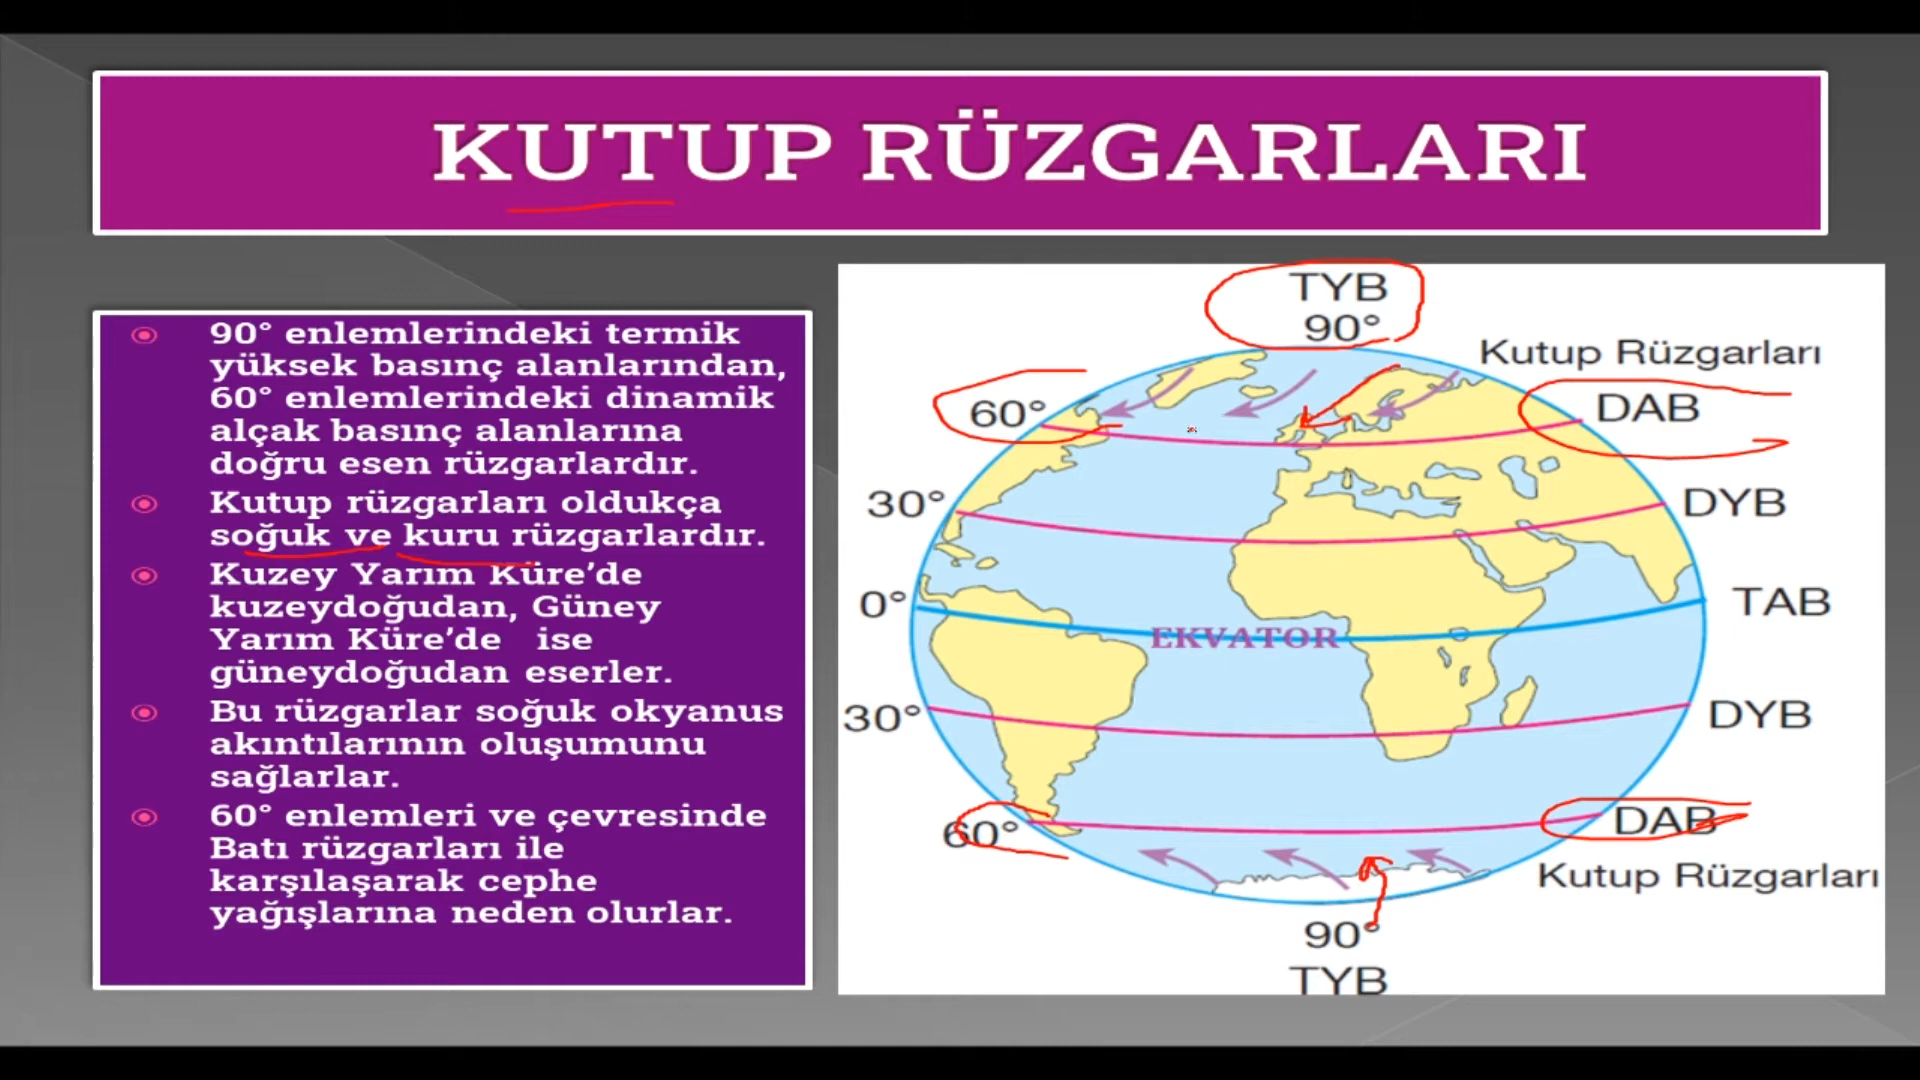 KUTUP RÜZGARLARI
90° enlemlerindeki termik
yüksek basınç alanlarından,
60° enlemlerindeki dinamik
alçak basınç alanlarına
doğru esen rüzgarlardır.
Kutup rüzgarları oldukça
soğuk ve kuru rüzgarlardır.
Kuzey Yarım Küre’de
kuzeydoğudan, Güney
Yarım Küre’de ise
güneydoğudan eserler.
Bu rüzgarlar soğuk okyanus
akıntılarının oluşumunu
sağlarlar.
60° enlemleri ve çevresinde
Batı rüzgarları ile
karşılaşarak cephe
yağışlarına neden olurlar.
TYB
90°
Kutup Rüzgarları
60°
DAB
30°
DYB
0°
TAB
EKVATOR
30°
DYB
60°
DAB
Kutup Rüzgarları
90°
TYB